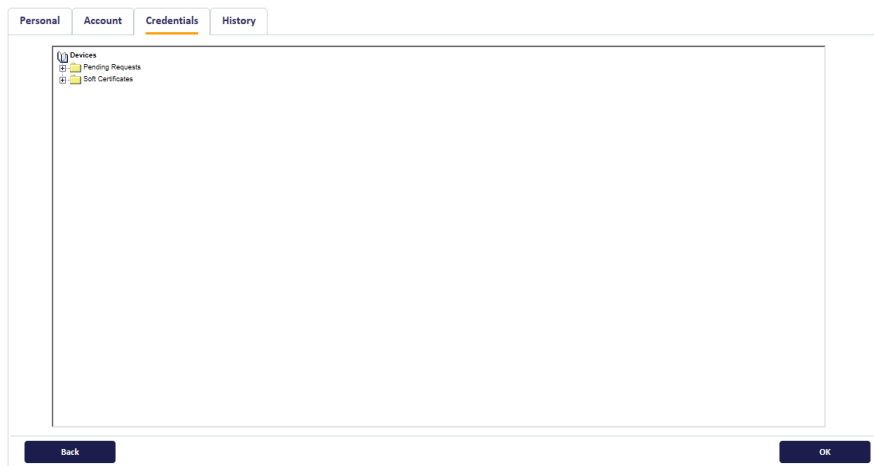 Personal Account Credentials History
Devices
Pending Requests
Soft Certificates
Back OK